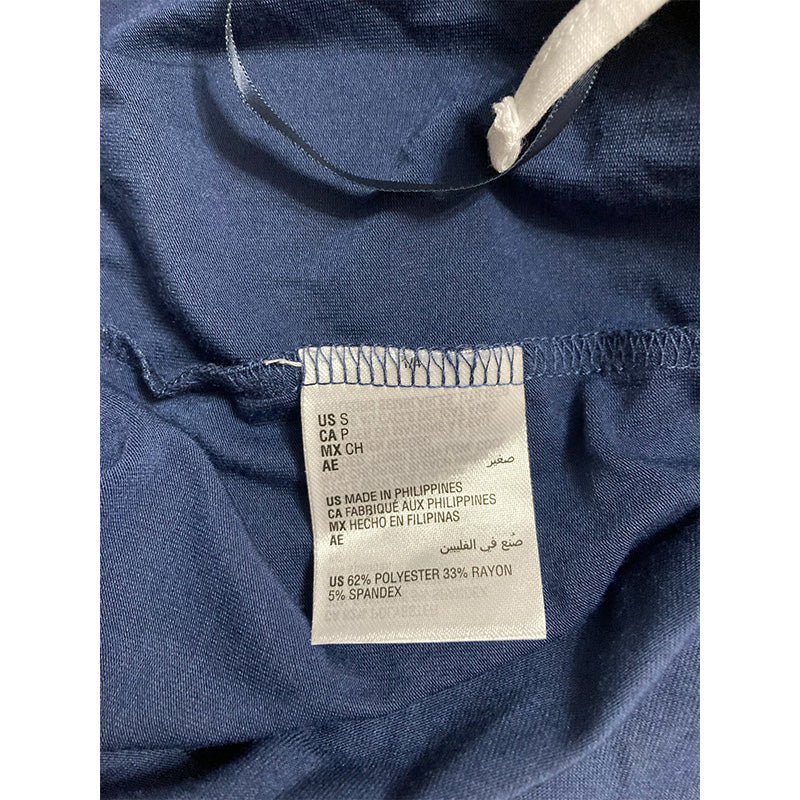 US S
CA P
MX CH
AE صغير
US MADE IN PHILIPPINES
CA FABRIQUÉ AUX PHILIPPINES
MX HECHO EN FILIPINAS
AE صُنع في الفلبين
US 62% POLYESTER 33% RAYON
5% SPANDEX